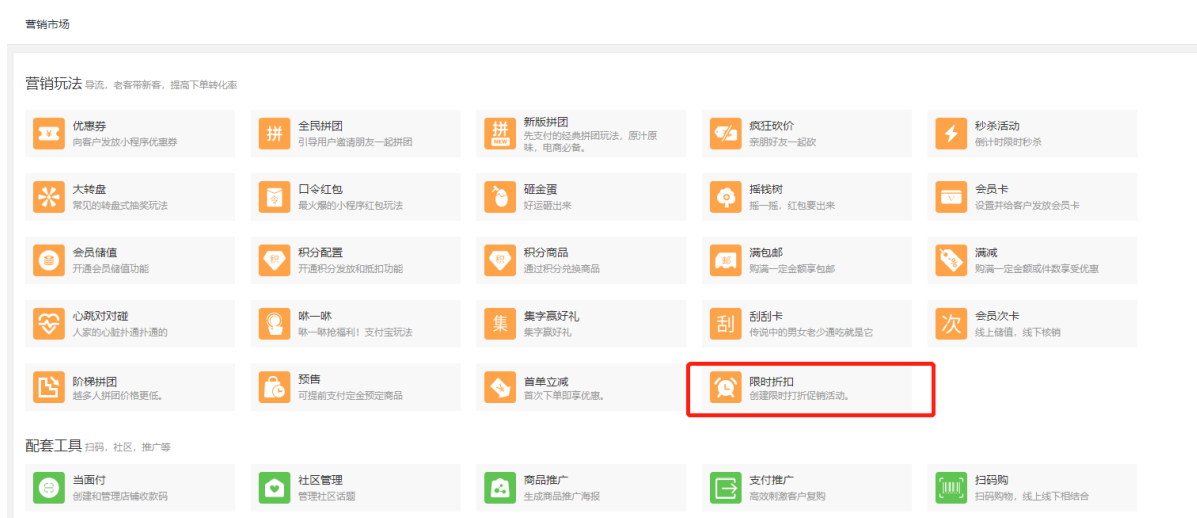 营销市场
营销玩法 导流，老客带新客，提高下单转化率
优惠券
向客户发放小程序优惠券
拼
全民拼团
引导用户邀请朋友一起拼团
拼
NEW
新版拼团
先支付的经典拼团玩法，原汁原
味，电商必备。
疯狂砍价
亲朋好友一起砍
秒杀活动
倒计时限时秒杀
大转盘
常见的转盘式抽奖玩法
令
口令红包
最火爆的小程序红包玩法
砸金蛋
好运砸出来
摇钱树
摇一摇，红包要出来
会员卡
设置并给客户发放会员卡
会员储值
开通会员储值功能
积
积分配置
开通积分发放和抵扣功能
积
积分商品
通过积分兑换商品
邮
满包邮
购满一定金额享包邮
满减
购满一定金额或件数享受优惠
心跳对对碰
人家的心脏扑通扑通的
咻一咻
咻一咻抢福利！支付宝玩法
集
集字赢好礼
集字赢好礼
刮
刮刮卡
传说中的男女老少通吃就是它
次
会员次卡
线上储值，线下核销
阶梯拼团
越多人拼团价格更低。
预售
可提前支付定金预定商品
首单立减
首次下单即享优惠。
限时折扣
创建限时打折促销活动。
配套工具 扫码，社区，推广等
当面付
创建和管理店铺收款码
社区管理
管理社区话题
商品推广
生成商品推广海报
支付推广
高效刺激客户复购
扫码购
扫码购物，线上线下相结合